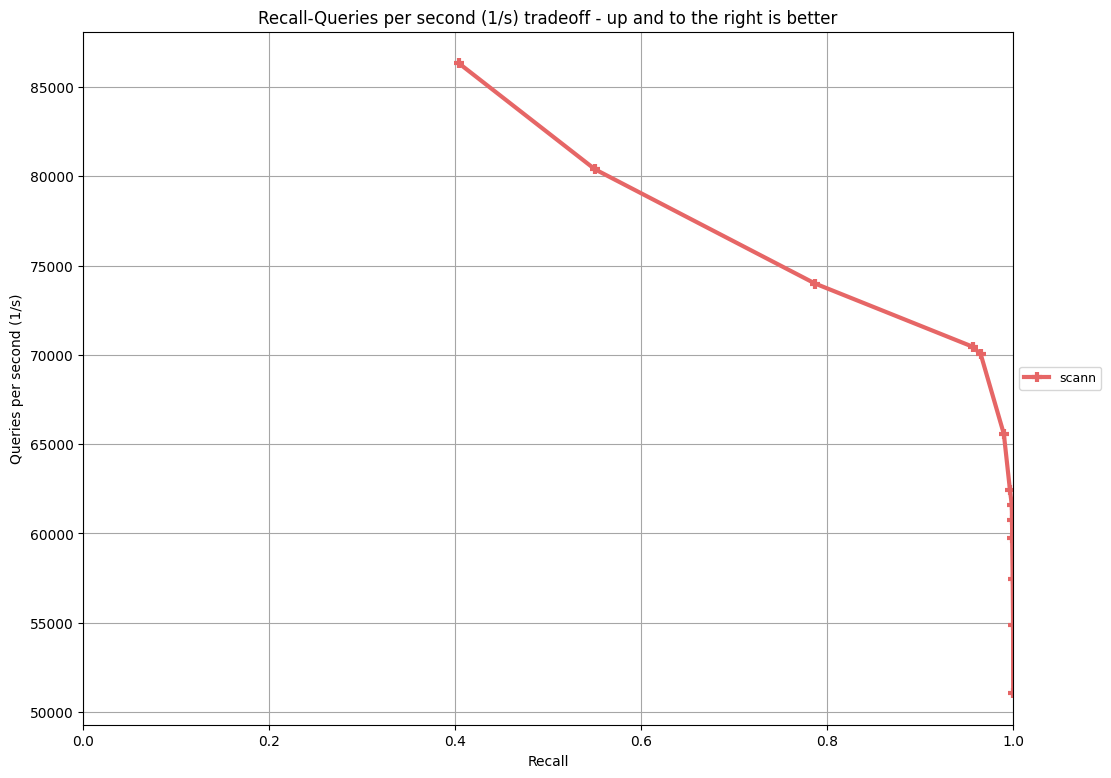 Recall-Queries per second (1/s) tradeoff - up and to the right is better
Queries per second (1/s)
85000
80000
75000
70000
65000
60000
55000
50000
0.0 0.2 0.4 0.6 0.8 1.0
Recall
scann